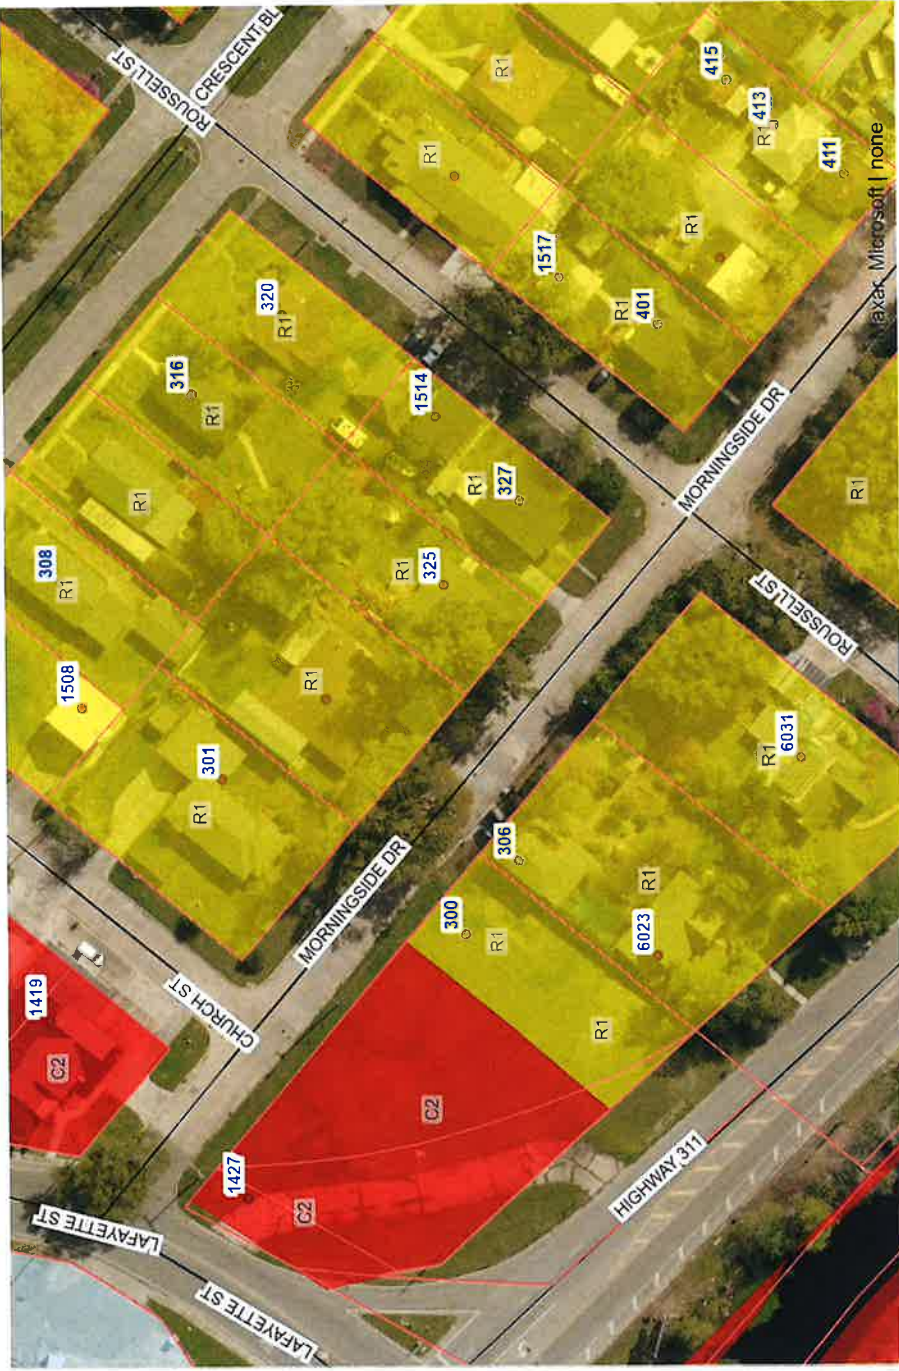 CRESCENT BL
ROUSSELL ST
R1
415
413
R1
411
R1
R1
1517
R1
401
320
R1
316
R1
1514
R1
327
R1
308
R1
R1
325
MORNINGSIDE DR
R1
1508
R1
301
R1
ROUSSELL ST
6031
R1
306
R1
6023
300
R1
R1
MORNINGSIDE DR
CHURCH ST
1419
C2
C2
1427
C2
HIGHWAY 311
LAFAYETTE ST
LAFAYETTE ST
axar, Microsoft | none